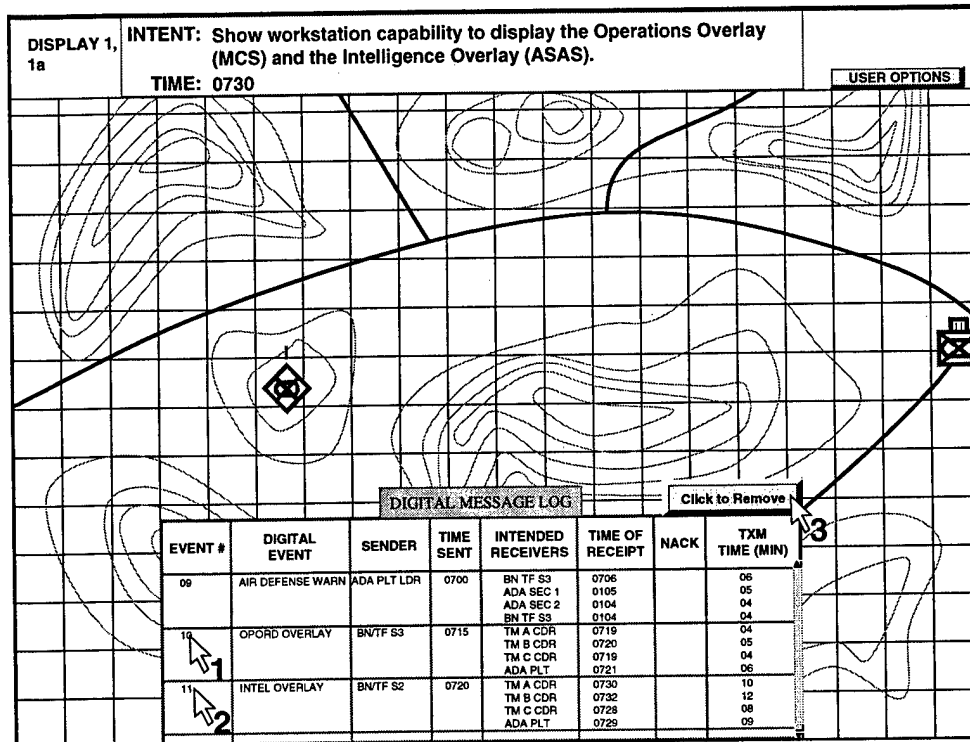 DISPLAY 1, 1a
INTENT: Show workstation capability to display the Operations Overlay
(MCS) and the Intelligence Overlay (ASAS).
TIME: 0730
USER OPTIONS
DIGITAL MESSAGE LOG
Click to Remove
3
EVENT # DIGITAL EVENT SENDER TIME SENT INTENDED RECEIVERS TIME OF RECEIPT NACK TXM TIME (MIN)
09 AIR DEFENSE WARN ADA PLT LDR 0700 BN TF S3 0706 06
ADA SEC 1 0105 05
ADA SEC 2 0104 04
BN TF S3 0104 04
10 OPORD OVERLAY BN/TF S3 0715 TM A CDR 0719 04
TM B CDR 0720 05
TM C CDR 0719 04
ADA PLT 0721 06
1
11 INTEL OVERLAY BN/TF S2 0720 TM A CDR 0730 10
TM B CDR 0732 12
TM C CDR 0728 08
ADA PLT 0729 09
2